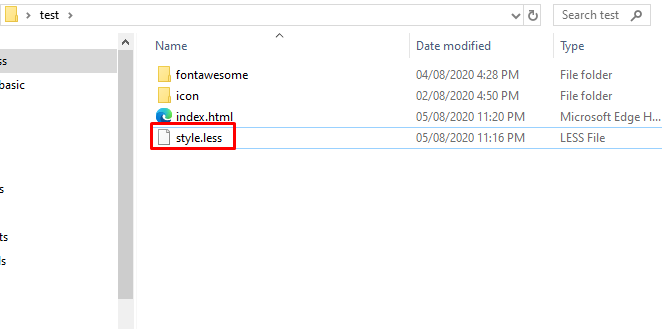 test
Search test
Name
Date modified
Type
ss
fontawesome
04/08/2020 4:28 PM
File folder
basic
icon
02/08/2020 4:50 PM
File folder
index.html
05/08/2020 11:20 PM
Microsoft Edge H...
style.less
05/08/2020 11:16 PM
LESS File
s
ts
ds